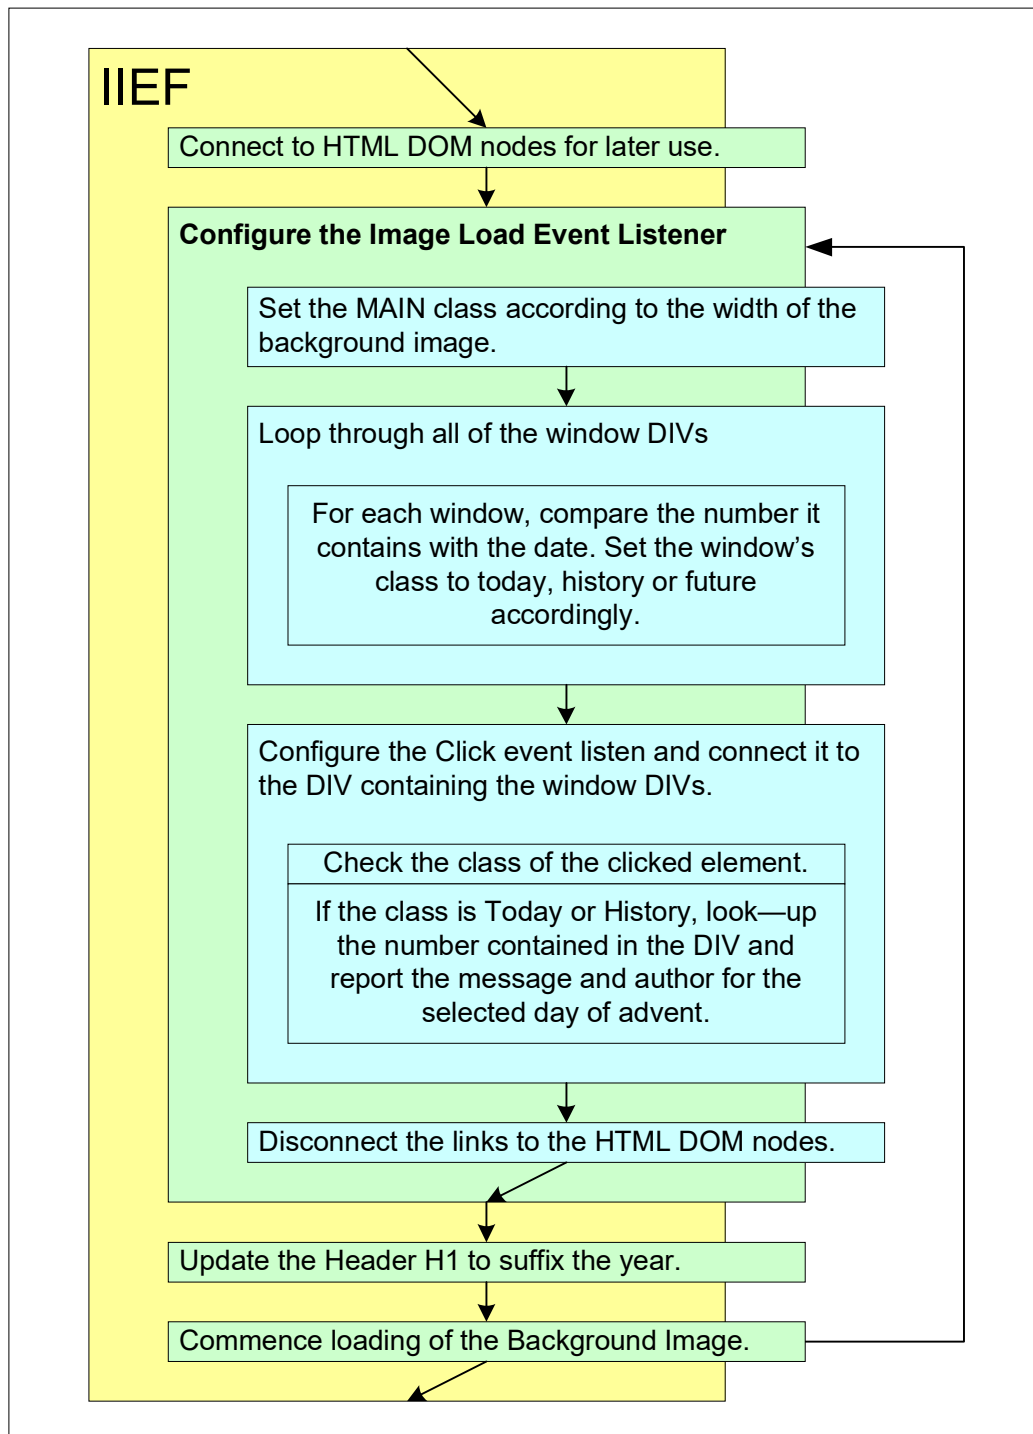 IIEF
Connect to HTML DOM nodes for later use.
Configure the Image Load Event Listener
Set the MAIN class according to the width of the
background image.
Loop through all of the window DIVs
For each window, compare the number it
contains with the date. Set the window’s
class to today, history or future
accordingly.
Configure the Click event listen and connect it to
the DIV containing the window DIVs.
Check the class of the clicked element.
If the class is Today or History, look—up
the number contained in the DIV and
report the message and author for the
selected day of advent.
Disconnect the links to the HTML DOM nodes.
Update the Header H1 to suffix the year.
Commence loading of the Background Image.